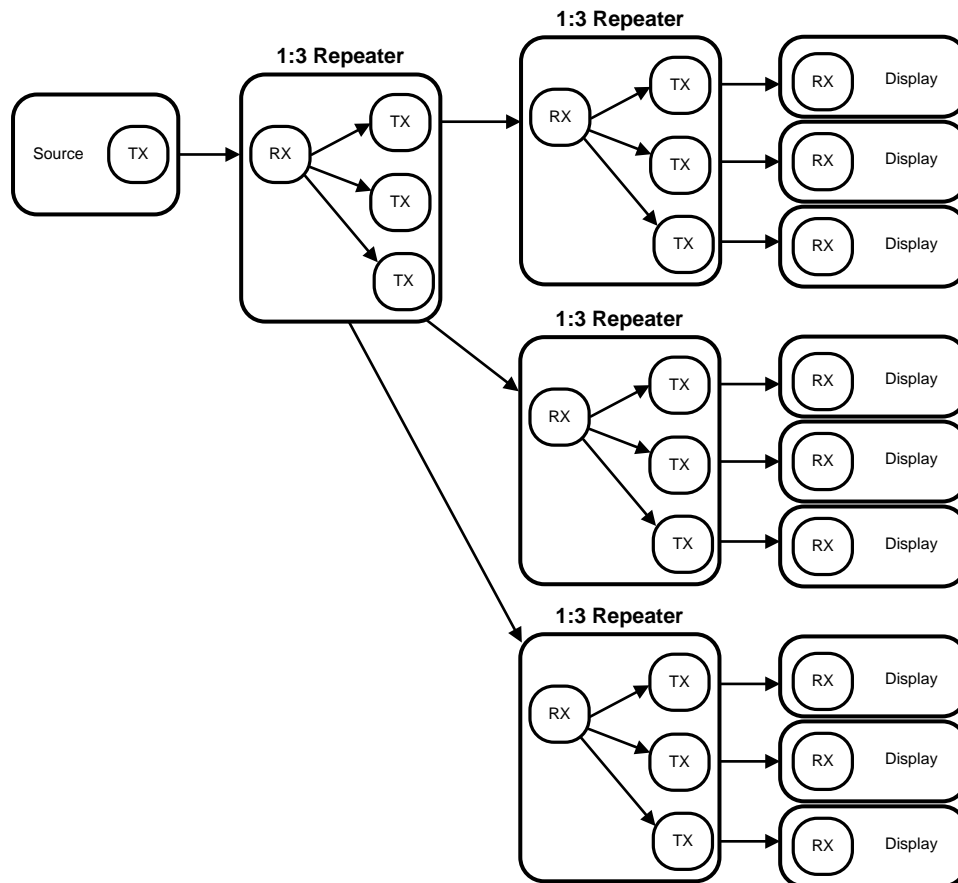 1:3 Repeater
1:3 Repeater
Source
TX
RX
TX
TX
TX
RX
TX
TX
TX
RX
Display
RX
Display
RX
Display
1:3 Repeater
RX
TX
TX
TX
RX
Display
RX
Display
RX
Display
1:3 Repeater
RX
TX
TX
TX
RX
Display
RX
Display
RX
Display